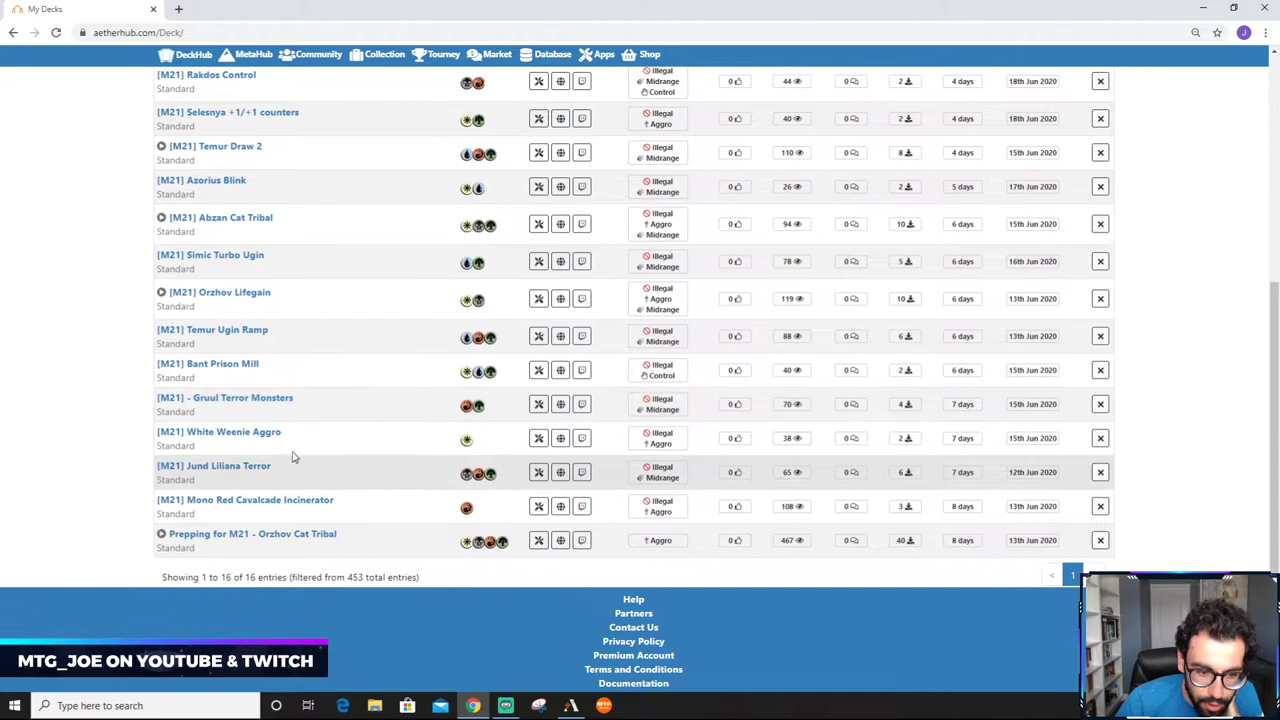 My Decks
aetherhub.com/Deck/
J
DeckHub MetaHub Community Collection Tourney Market Database Apps Shop
[M21] Rakdos Control
Standard
Illegal
Midrange
Control
0 44 0 2 4 days 18th Jun 2020
[M21] Selesnya +1/+1 counters
Standard
Illegal
Aggro
0 40 0 2 4 days 18th Jun 2020
[M21] Temur Draw 2
Standard
Illegal
Midrange
0 110 0 8 4 days 15th Jun 2020
[M21] Azorius Blink
Standard
Illegal
Midrange
0 26 0 2 5 days 17th Jun 2020
[M21] Abzan Cat Tribal
Standard
Illegal
Aggro
Midrange
0 94 0 10 6 days 15th Jun 2020
[M21] Simic Turbo Ugin
Standard
Illegal
Midrange
0 78 0 5 6 days 16th Jun 2020
[M21] Orzhov Lifegain
Standard
Illegal
Aggro
Midrange
0 119 0 10 6 days 13th Jun 2020
[M21] Temur Ugin Ramp
Standard
Illegal
Midrange
0 88 0 6 6 days 13th Jun 2020
[M21] Bant Prison Mill
Standard
Illegal
Control
0 40 0 2 6 days 15th Jun 2020
[M21] - Gruul Terror Monsters
Standard
Illegal
Midrange
0 70 0 4 7 days 15th Jun 2020
[M21] White Weenie Aggro
Standard
Illegal
Aggro
0 38 0 2 7 days 15th Jun 2020
[M21] Jund Liliana Terror
Standard
Illegal
Midrange
0 65 0 6 7 days 12th Jun 2020
[M21] Mono Red Cavalcade Incinerator
Standard
Illegal
Aggro
0 108 0 3 8 days 13th Jun 2020
Prepping for M21 - Orzhov Cat Tribal
Standard
Aggro
0 467 0 40 8 days 13th Jun 2020
Showing 1 to 16 of 16 entries (filtered from 453 total entries)
< 1
Help
Partners
Contact Us
Privacy Policy
Premium Account
Terms and Conditions
Documentation
MTG_JOE ON YOUTUBE & TWITCH
Type here to search